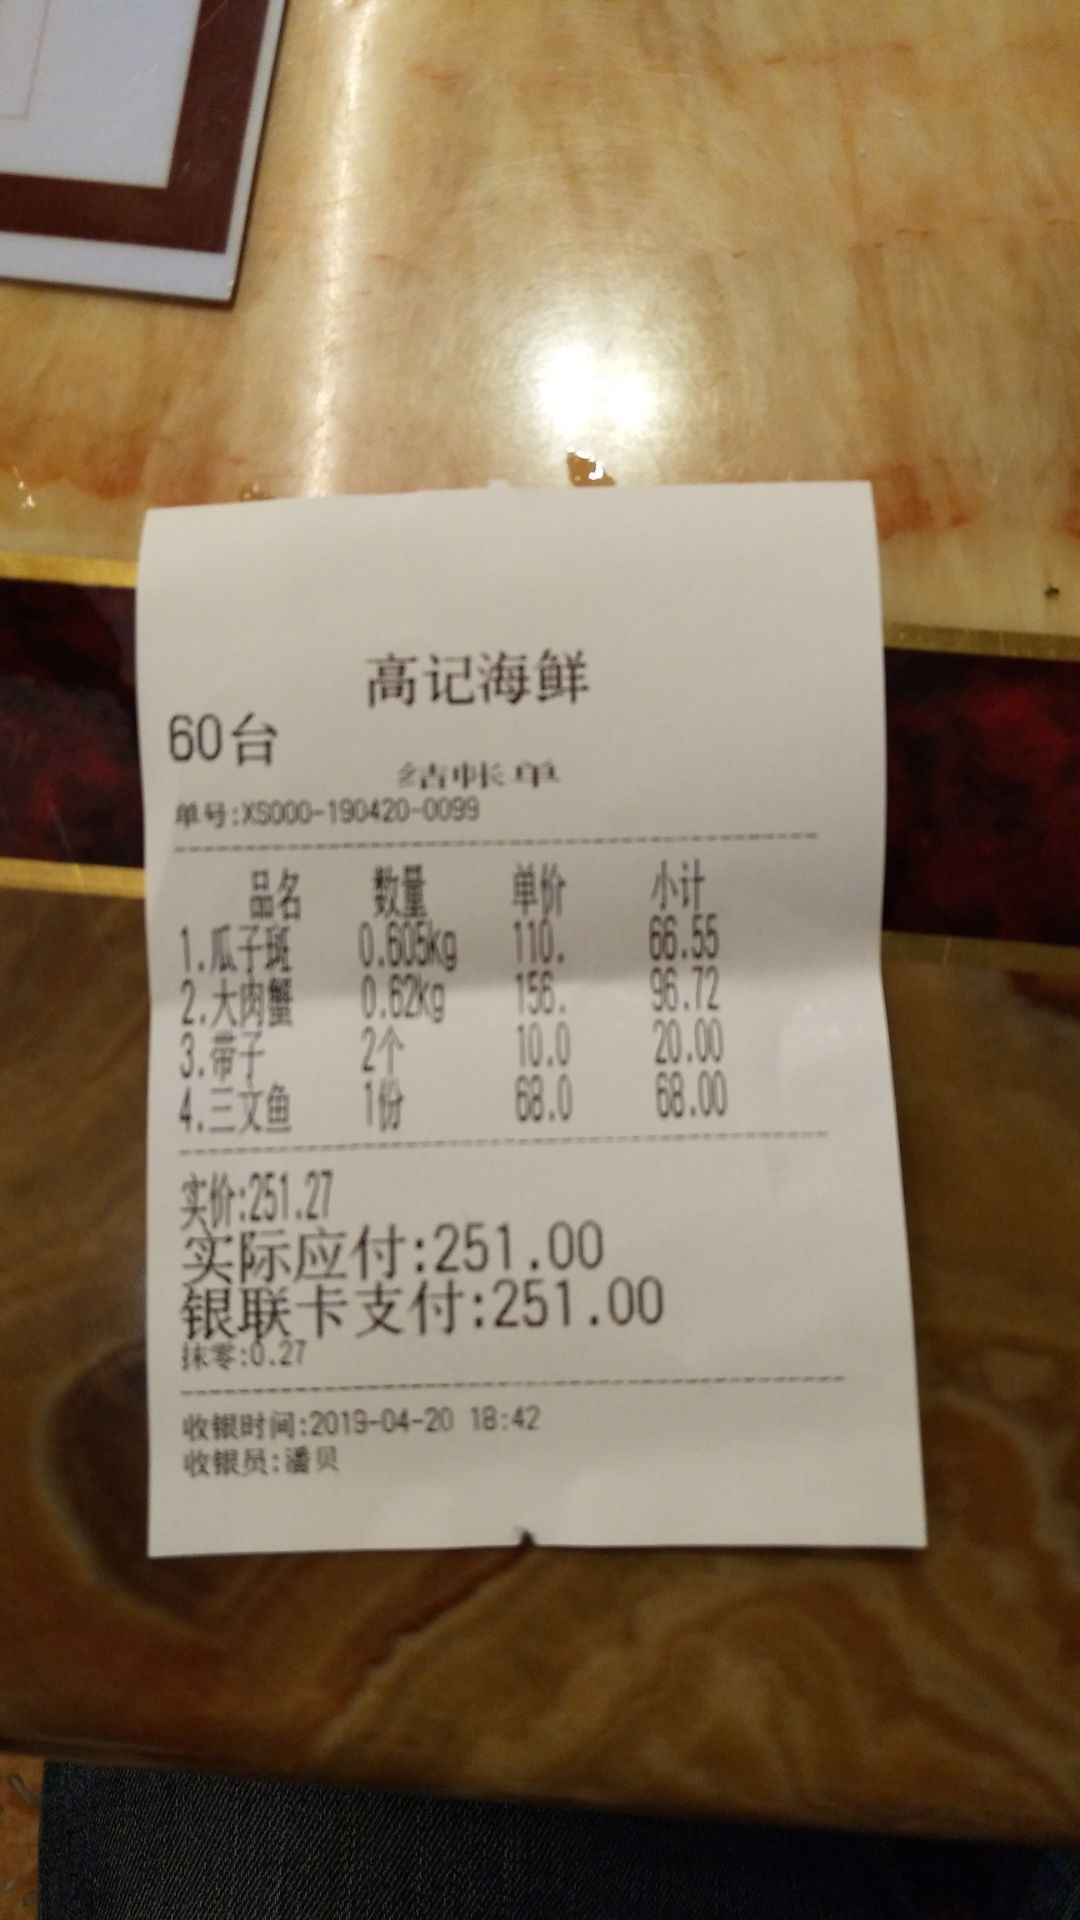 高记海鲜
60台
结帐单
单号:XS000-190420-0099
品名 数量 单价 小计
1.瓜子斑 0.605kg 110. 66.55
2.大肉蟹 0.62kg 156. 96.72
3.带子 2个 10.0 20.00
4.三文鱼 1份 68.0 68.00
实价:251.27
实际应付:251.00
银联卡支付:251.00
抹零:0.27
收银时间:2019-04-20 18:42
收银员:潘贝